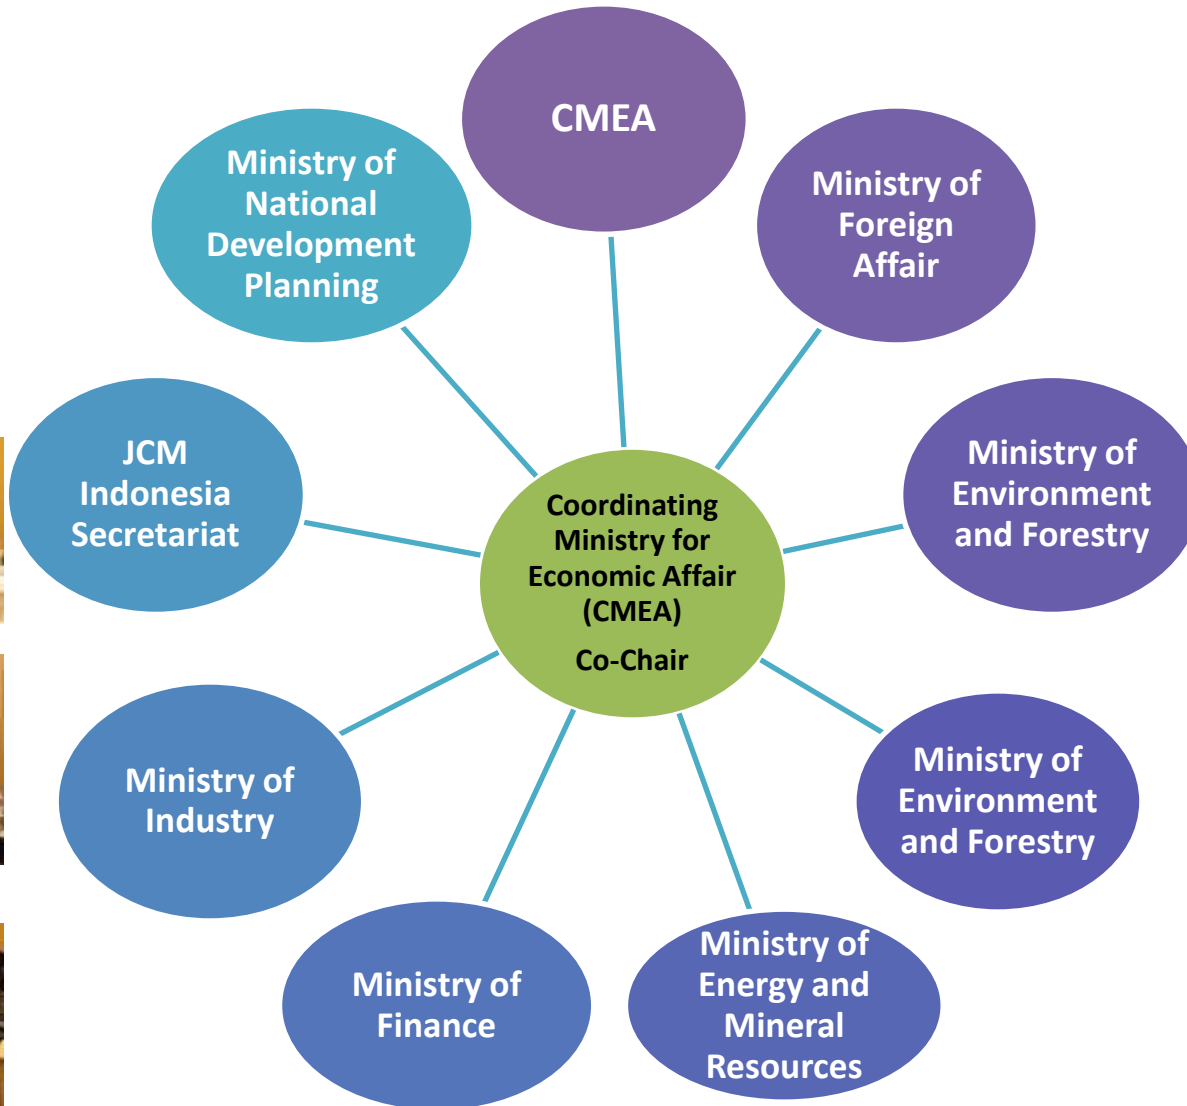 CMEA
Ministry of
Foreign
Affair
Ministry of
Environment
and Forestry
Ministry of
Environment
and Forestry
Ministry of
Energy and
Mineral
Resources
Ministry of
Finance
Ministry of
Industry
JCM
Indonesia
Secretariat
Ministry of
National
Development
Planning
Coordinating
Ministry for
Economic Affair
(CMEA)
Co-Chair